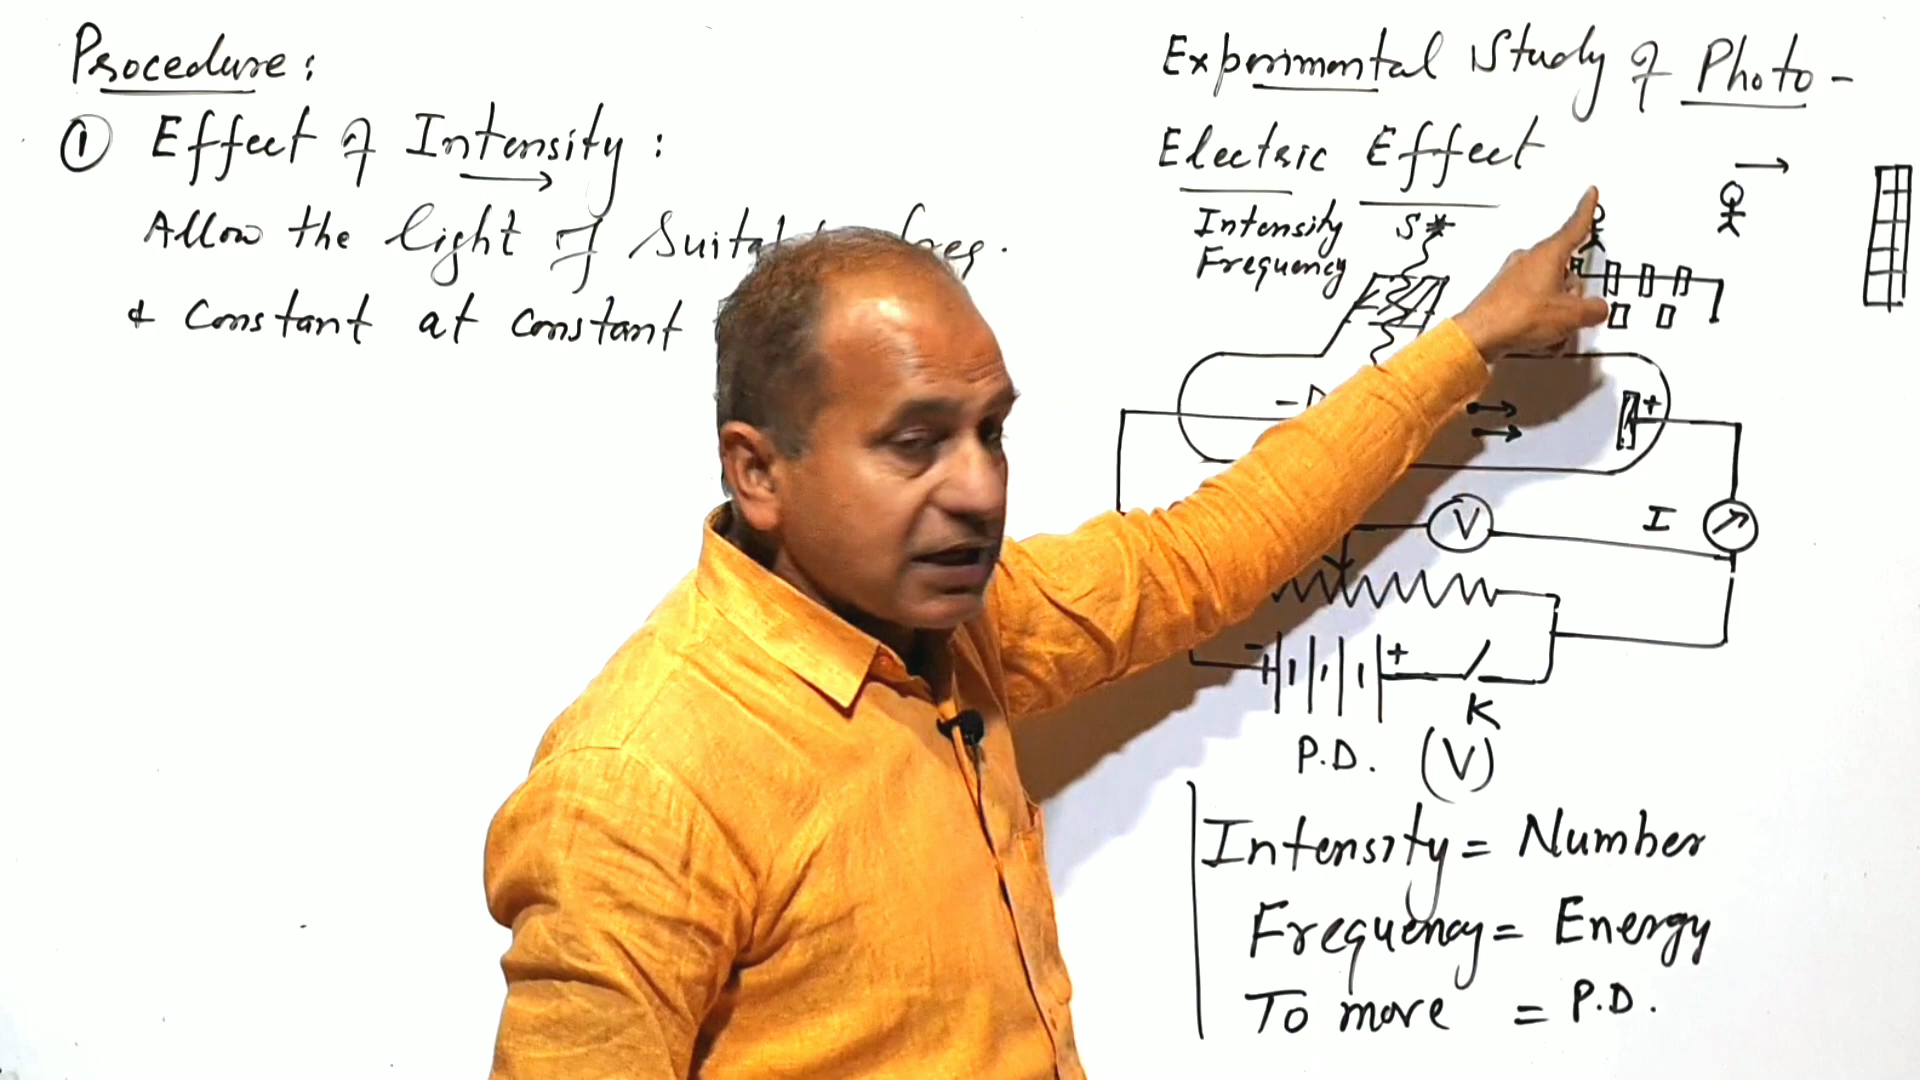 Procedure:
① Effect of Intensity:
Allow the light of freq.
& Constant at constant
Experimental Study of Photo-
Electric Effect
Intensity
Frequency
S*
-
+
V
I
-
+
K
P.D. (V)
Intensity = Number
Frequency = Energy
To move = P.D.